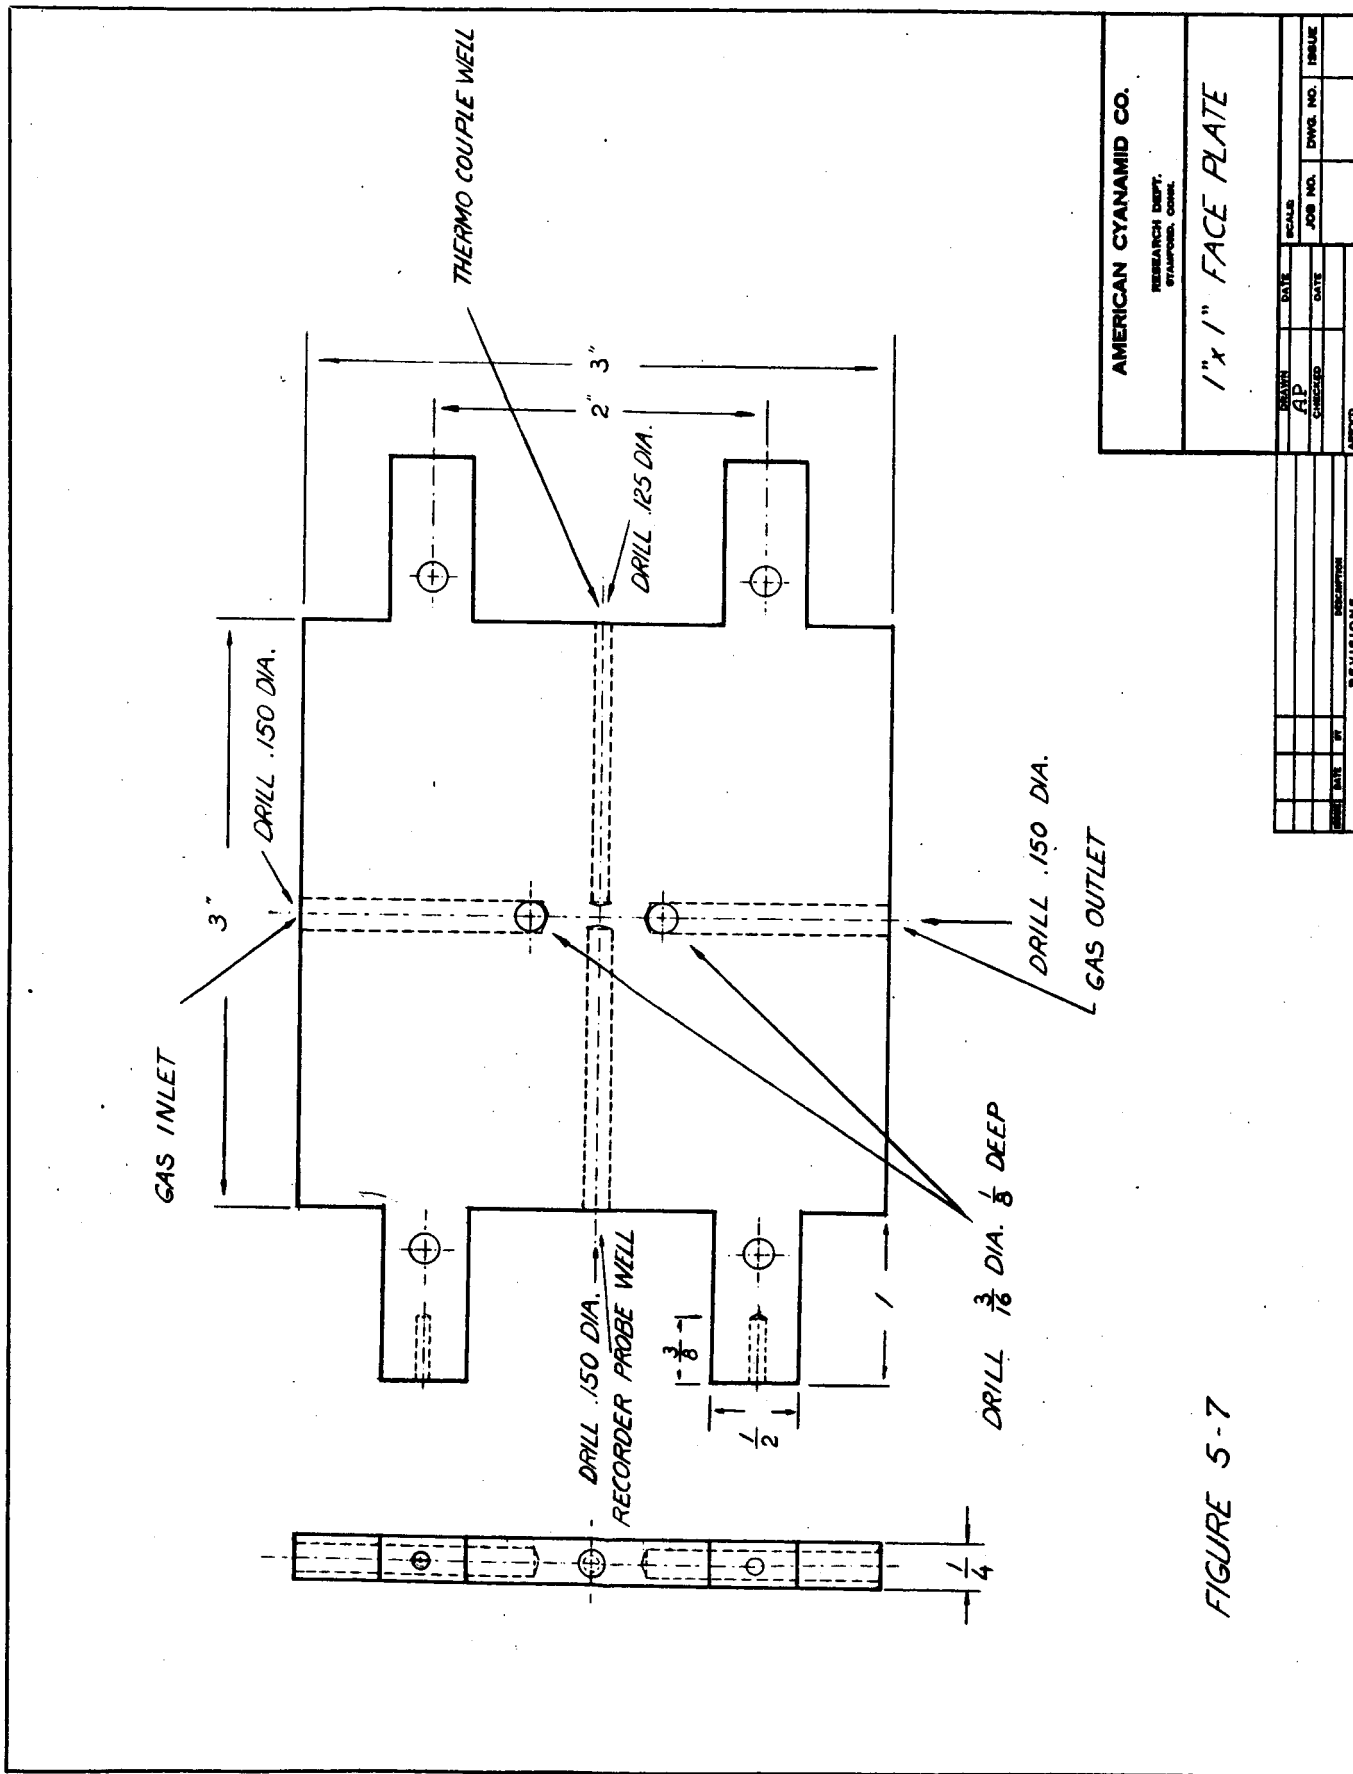 GAS INLET
3"
DRILL .150 DIA.
THERMO COUPLE WELL
3"
2"
DRILL .125 DIA.
DRILL .150 DIA.
RECORDER PROBE WELL
3/8
1/2
1
1/4
DRILL 3/16 DIA. 1/8 DEEP
DRILL .150 DIA.
GAS OUTLET
FIGURE 5-7
AMERICAN CYANAMID CO.
RESEARCH DEPT.
STAMFORD, CONN.
1" x 1" FACE PLATE
DRAWN
AP
DATE
SCALE
CHECKED
DATE
JOB NO.
DWG. NO.
ISSUE
APPR'D
ISSUE
DATE
BY
DESCRIPTION
REVISIONS